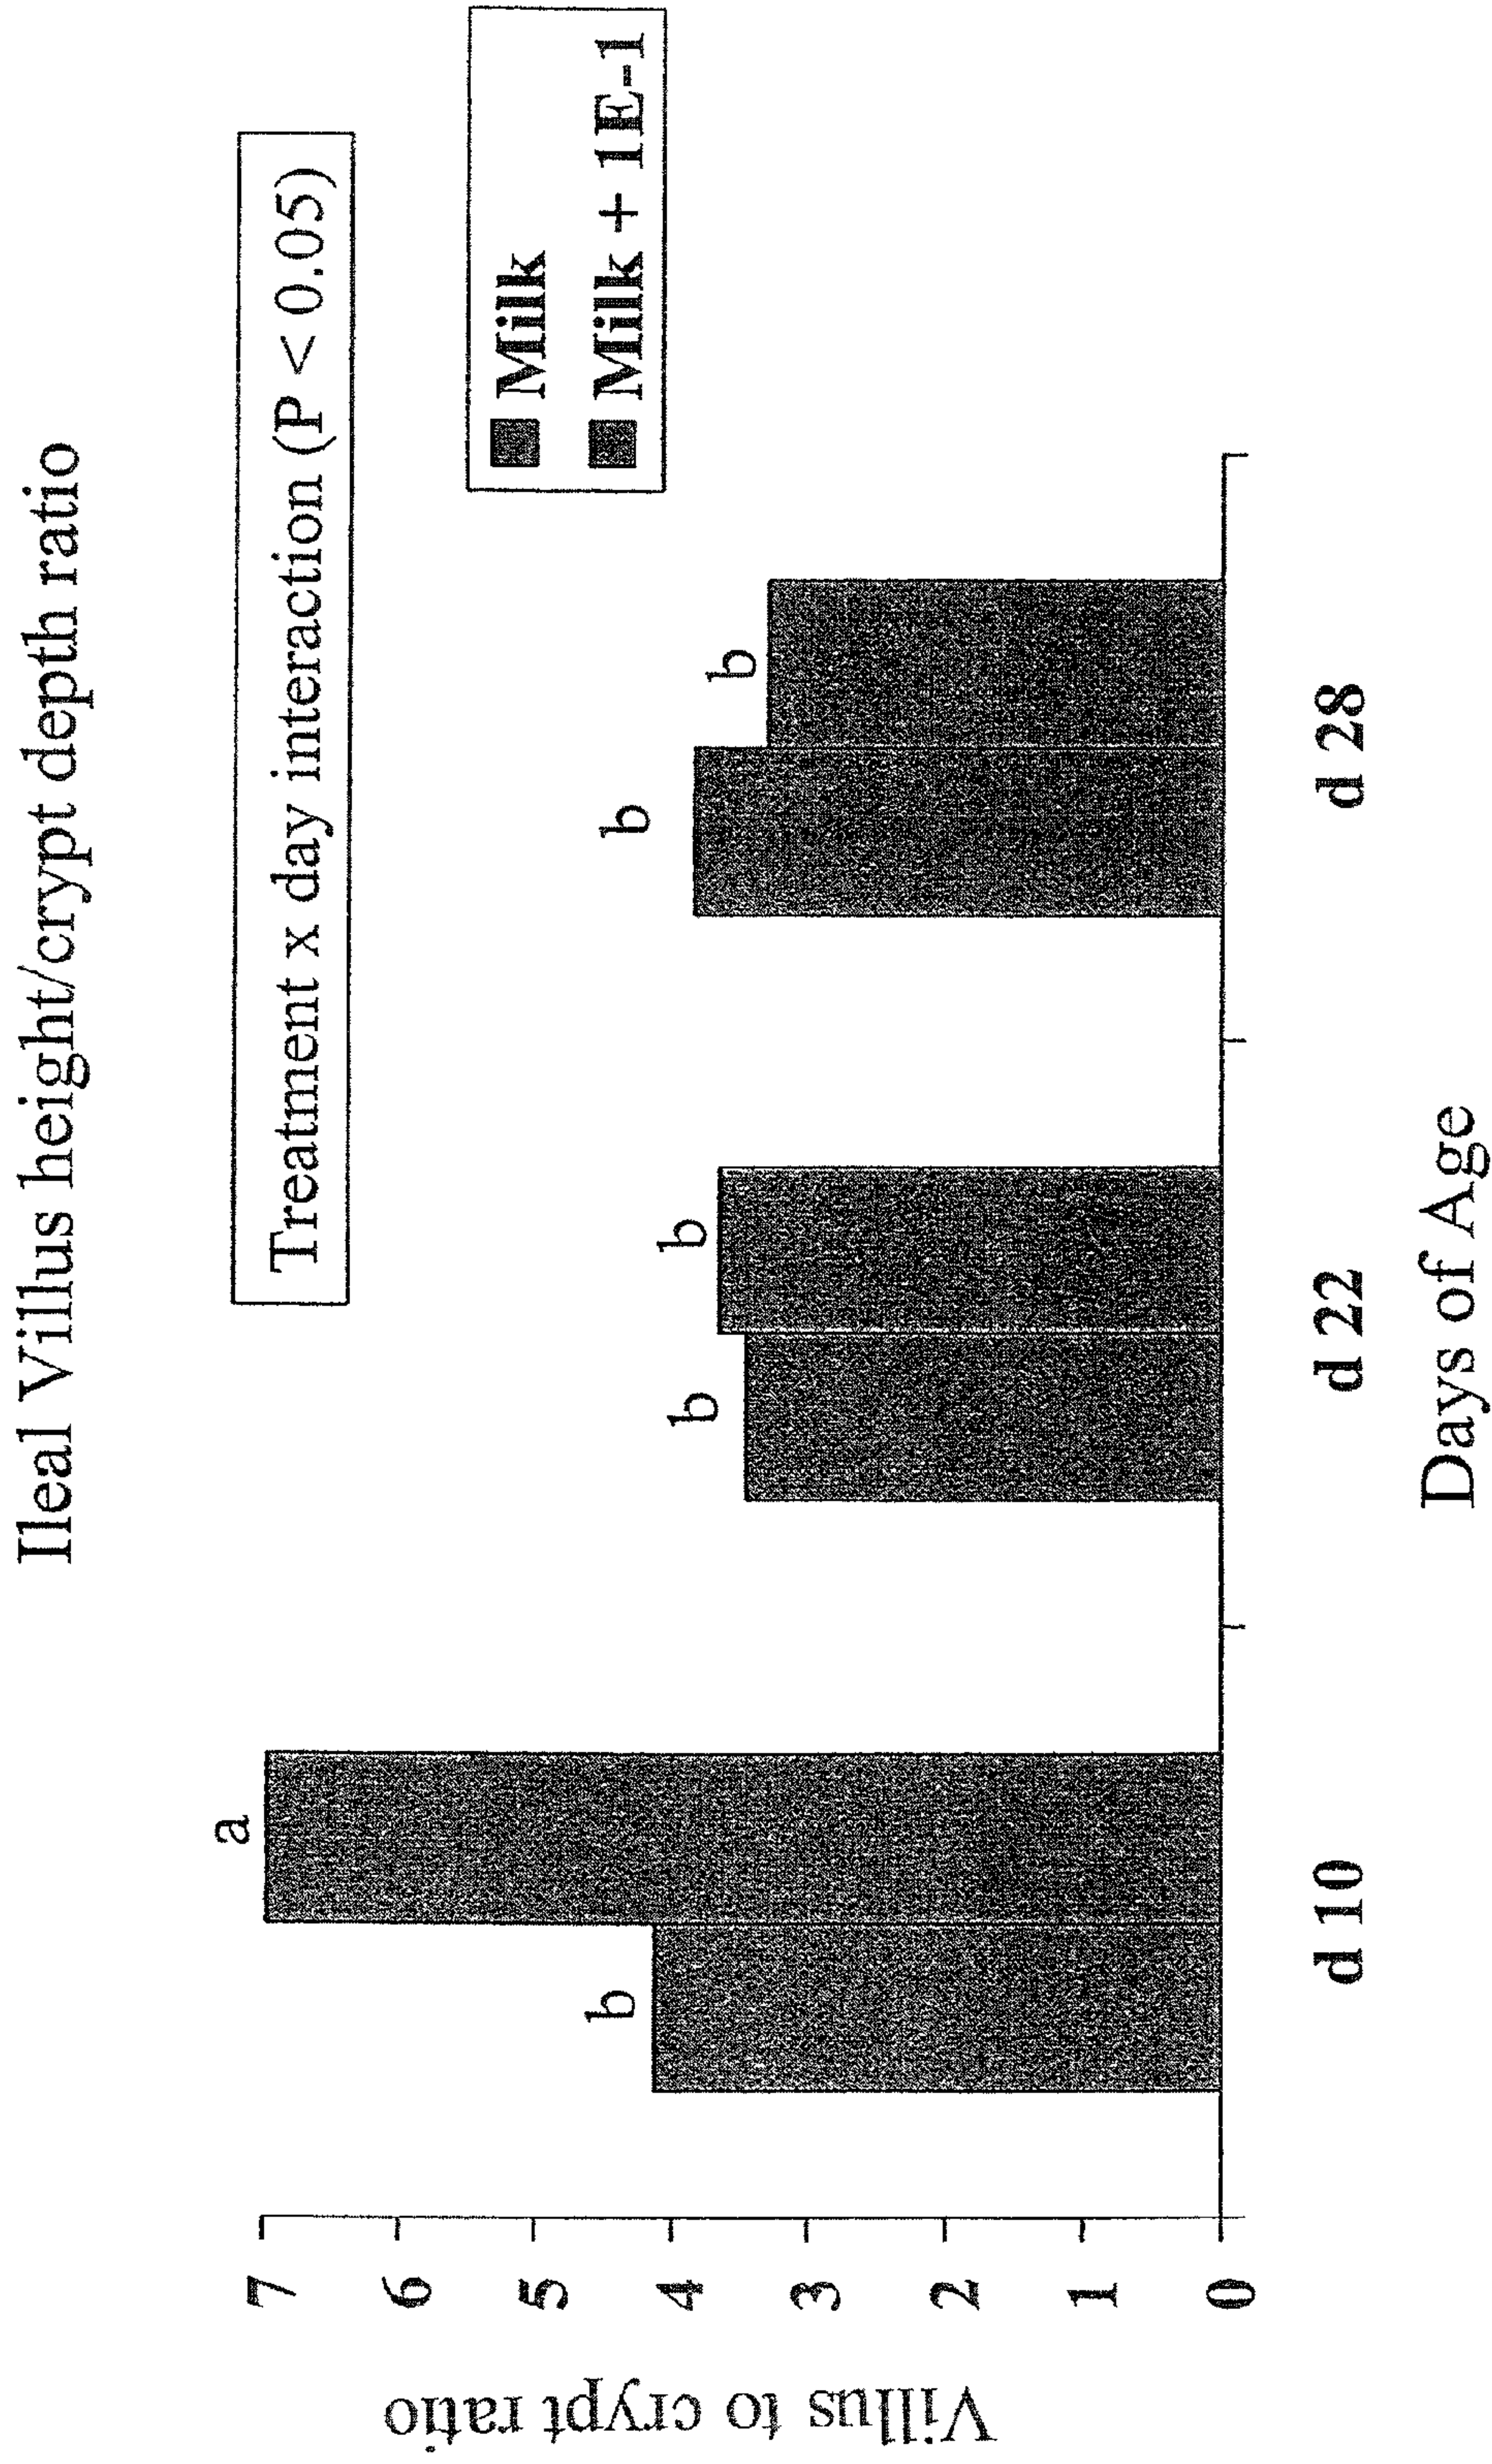 Ileal Villus height/crypt depth ratio
Treatment x day interaction (P < 0.05)
Milk
Milk + 1E-1
Villus to crypt ratio
7
6
5
4
3
2
1
0
b
a
b
b
b
b
d 10
d 22
d 28
Days of Age